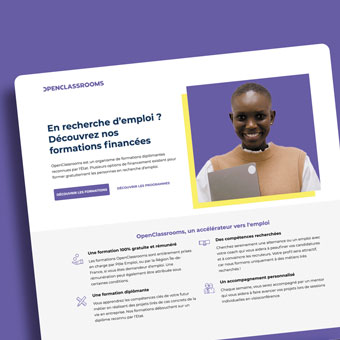 OPENCLASSROOMS
En recherche d'emploi ?
Découvrez nos
formations financées
OpenClassrooms est un organisme de formations diplômantes
reconnues par l'État. Plusieurs options de financement existent pour
former gratuitement les personnes en recherche d'emploi.
DÉCOUVRIR LES FORMATIONS
DÉCOUVRIR LES PROGRAMMES
OpenClassrooms, un accélérateur vers l'emploi
Une formation 100% gratuite et rémunéré
Les formations OpenClassrooms sont entièrement prises
en charge par Pôle Emploi, ou par la Région Île-de-
France, si vous êtes demandeur d'emploi. Une
rémunération peut également être attribuée sous
certaines conditions.
Une formation diplômante
Vous apprendrez les compétences clés de votre futur
métier en réalisant des projets tirés de cas concrets de la
vie en entreprise. Nos formations débouchent sur un
diplôme reconnu par l'État.
Des compétences recherchées
Cherchez sereinement une alternance ou un emploi avec
votre coach qui vous aidera à peaufiner vos candidatures
et à convaincre les recruteurs. Votre profil sera attractif,
car nous formons uniquement à des métiers très
recherchés !
Un accompagnement personnalisé
Chaque semaine, vous serez accompagné par un mentor
qui vous aidera à faire avancer vos projets lors de sessions
individuelles en visioconférence.